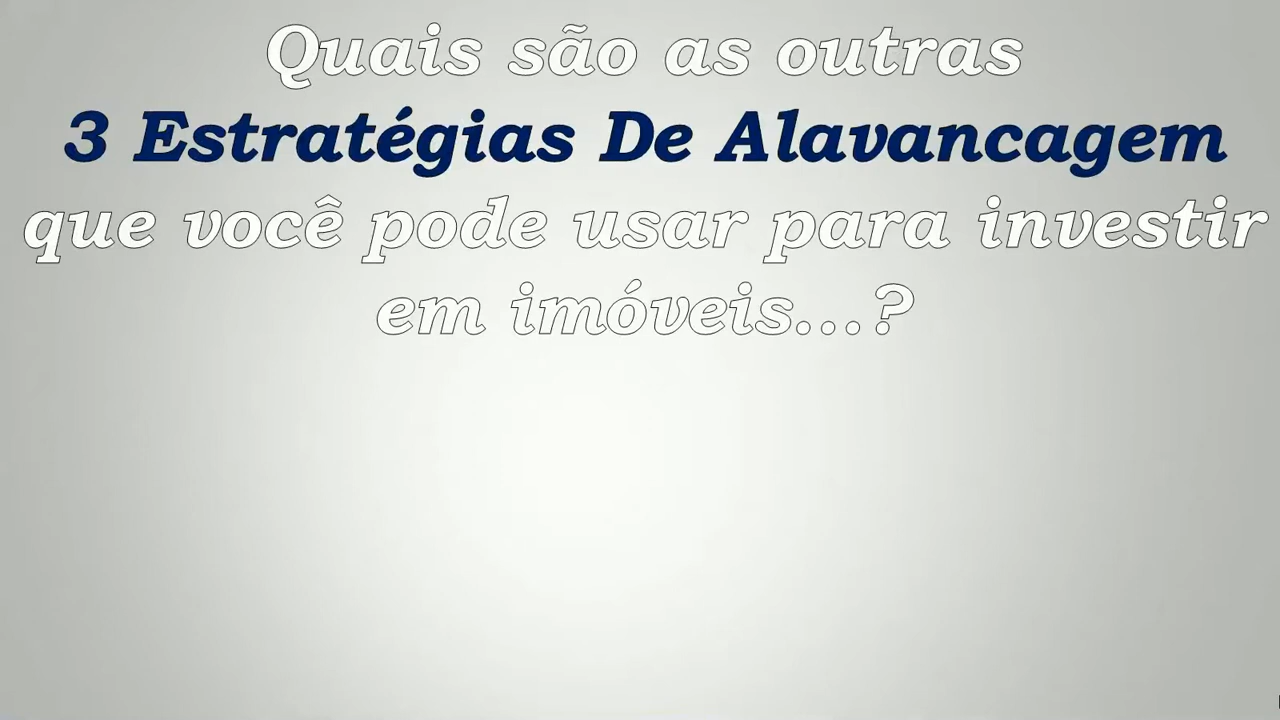 Quais são as outras
3 Estratégias De Alavancagem
que você pode usar para investir
em imóveis...?